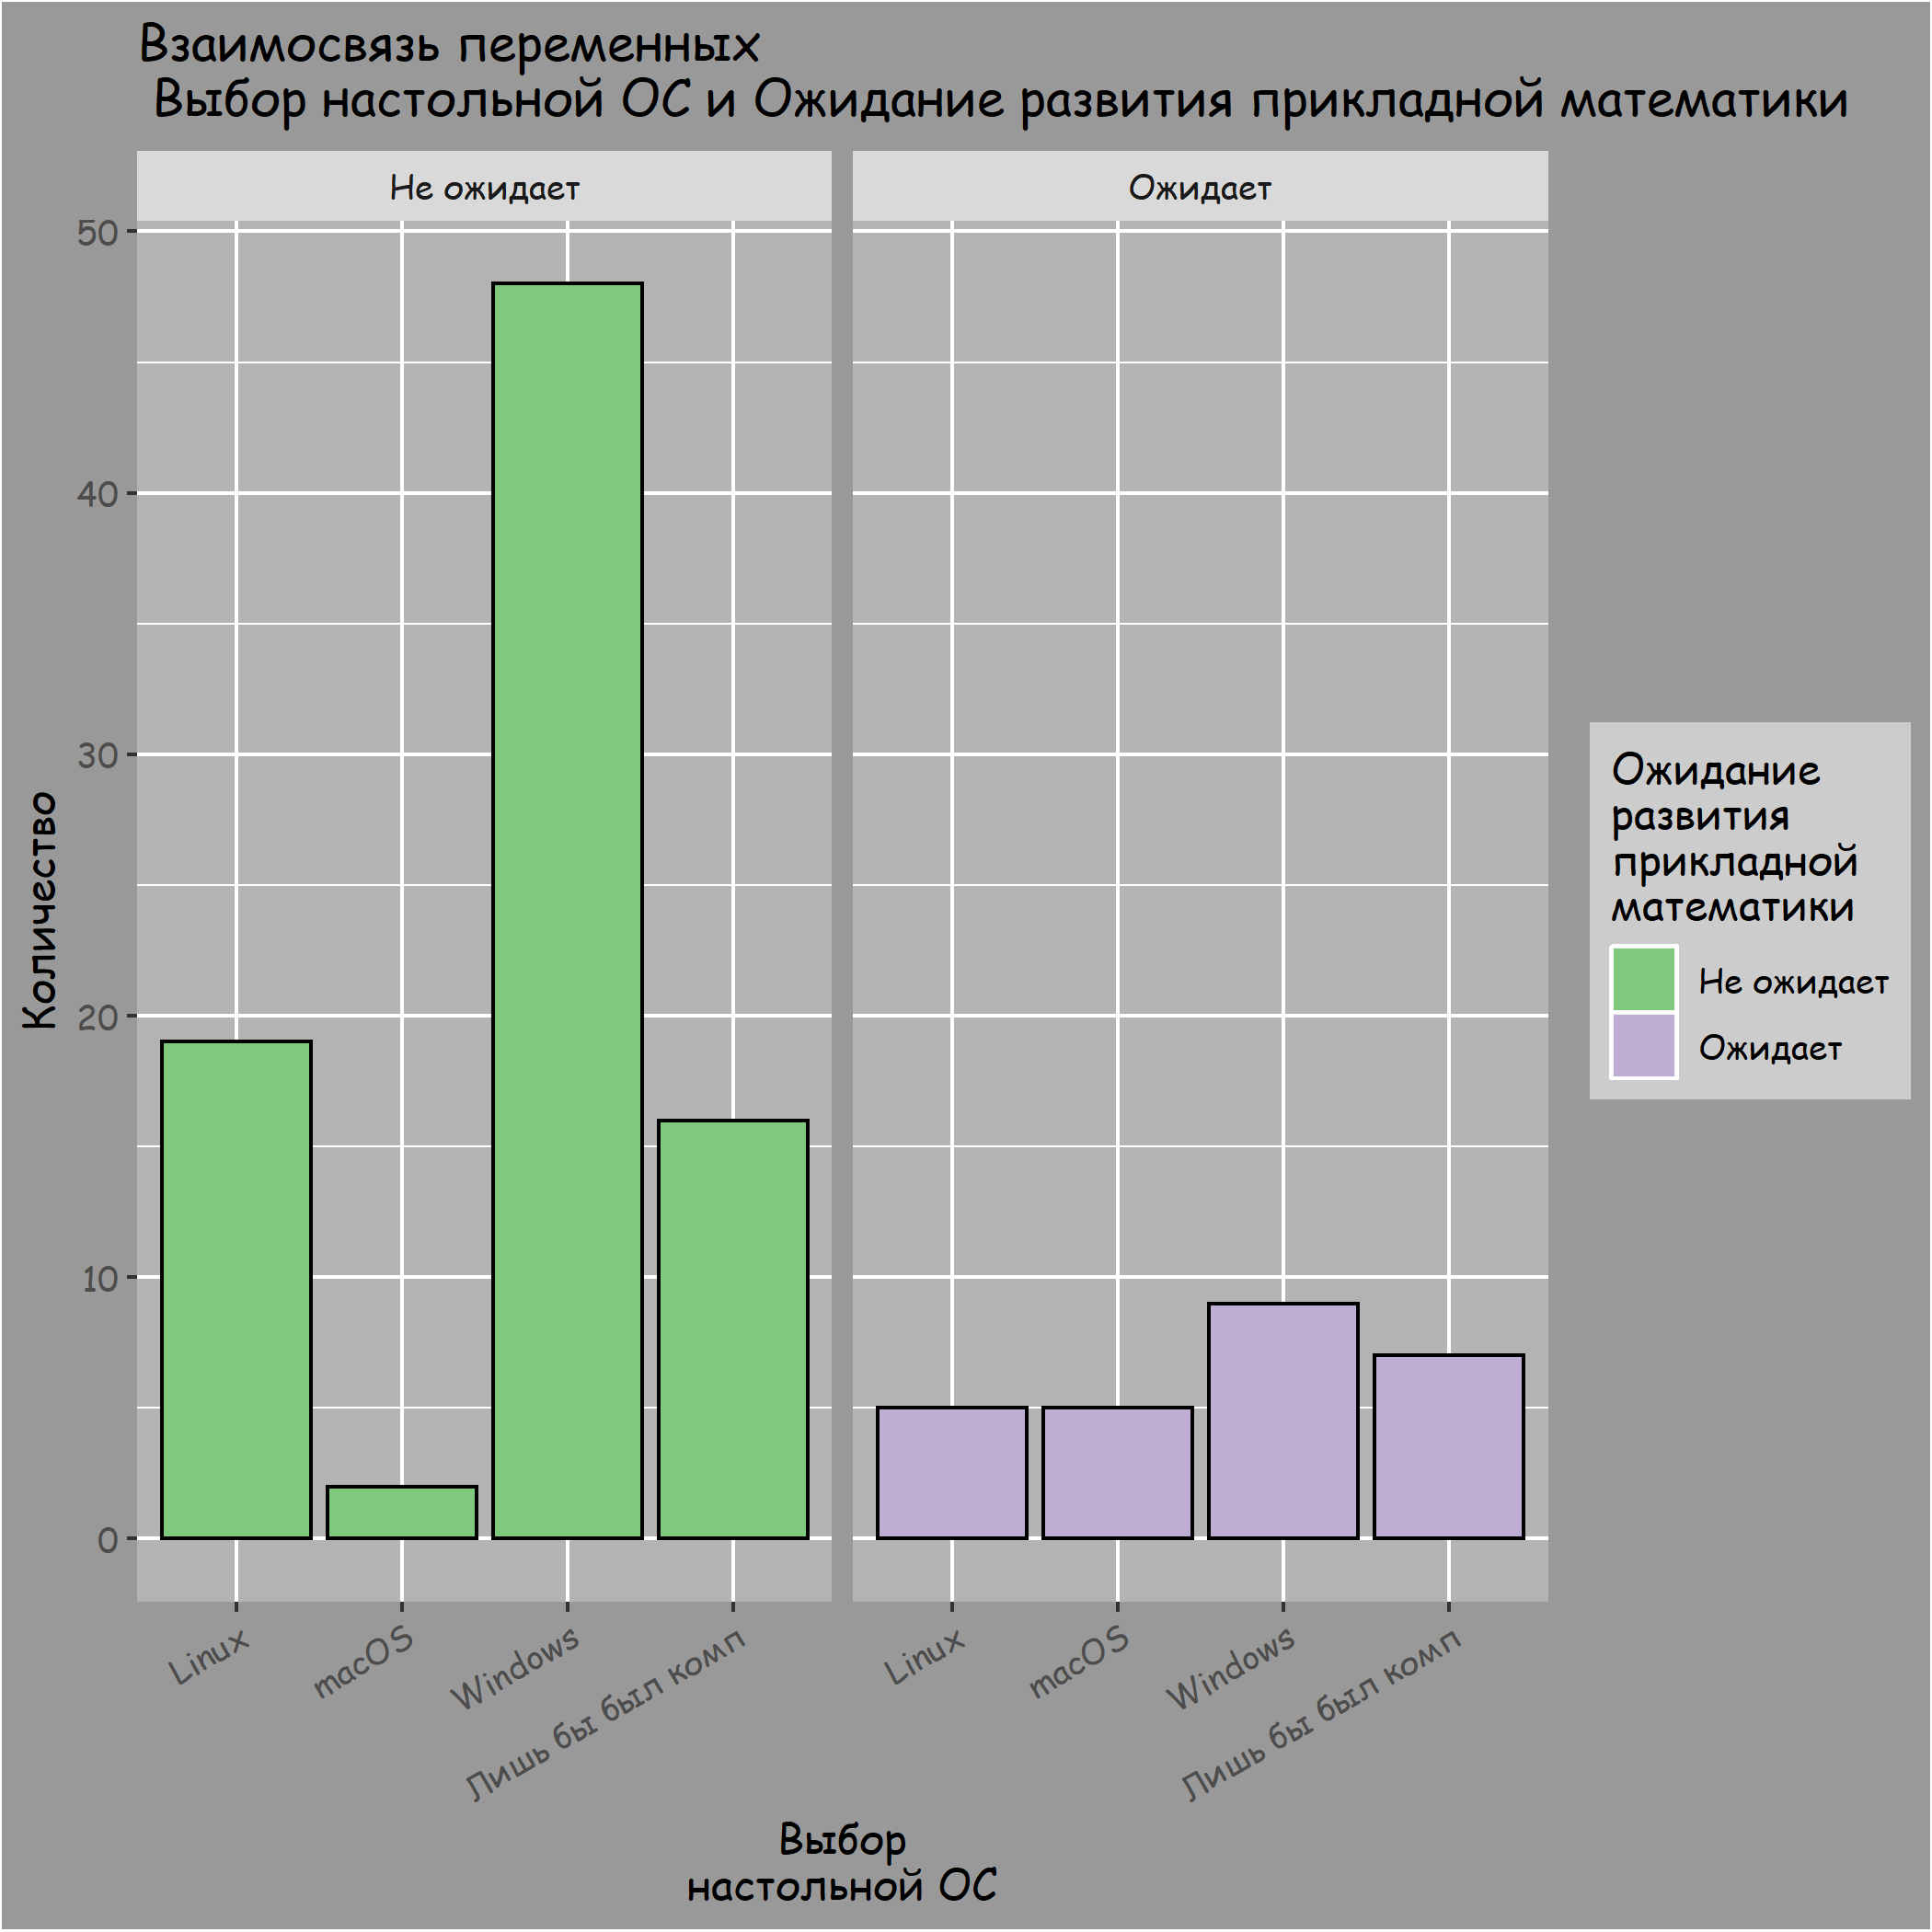 Взаимосвязь переменных
Выбор настольной ОС и Ожидание развития прикладной математики
Не ожидает
Ожидает
50
40
30
20
10
0
Количество
Linux
macOS
Windows
Лишь бы был комп
Linux
macOS
Windows
Лишь бы был комп
Выбор
настольной ОС
Ожидание
развития
прикладной
математики
Не ожидает
Ожидает